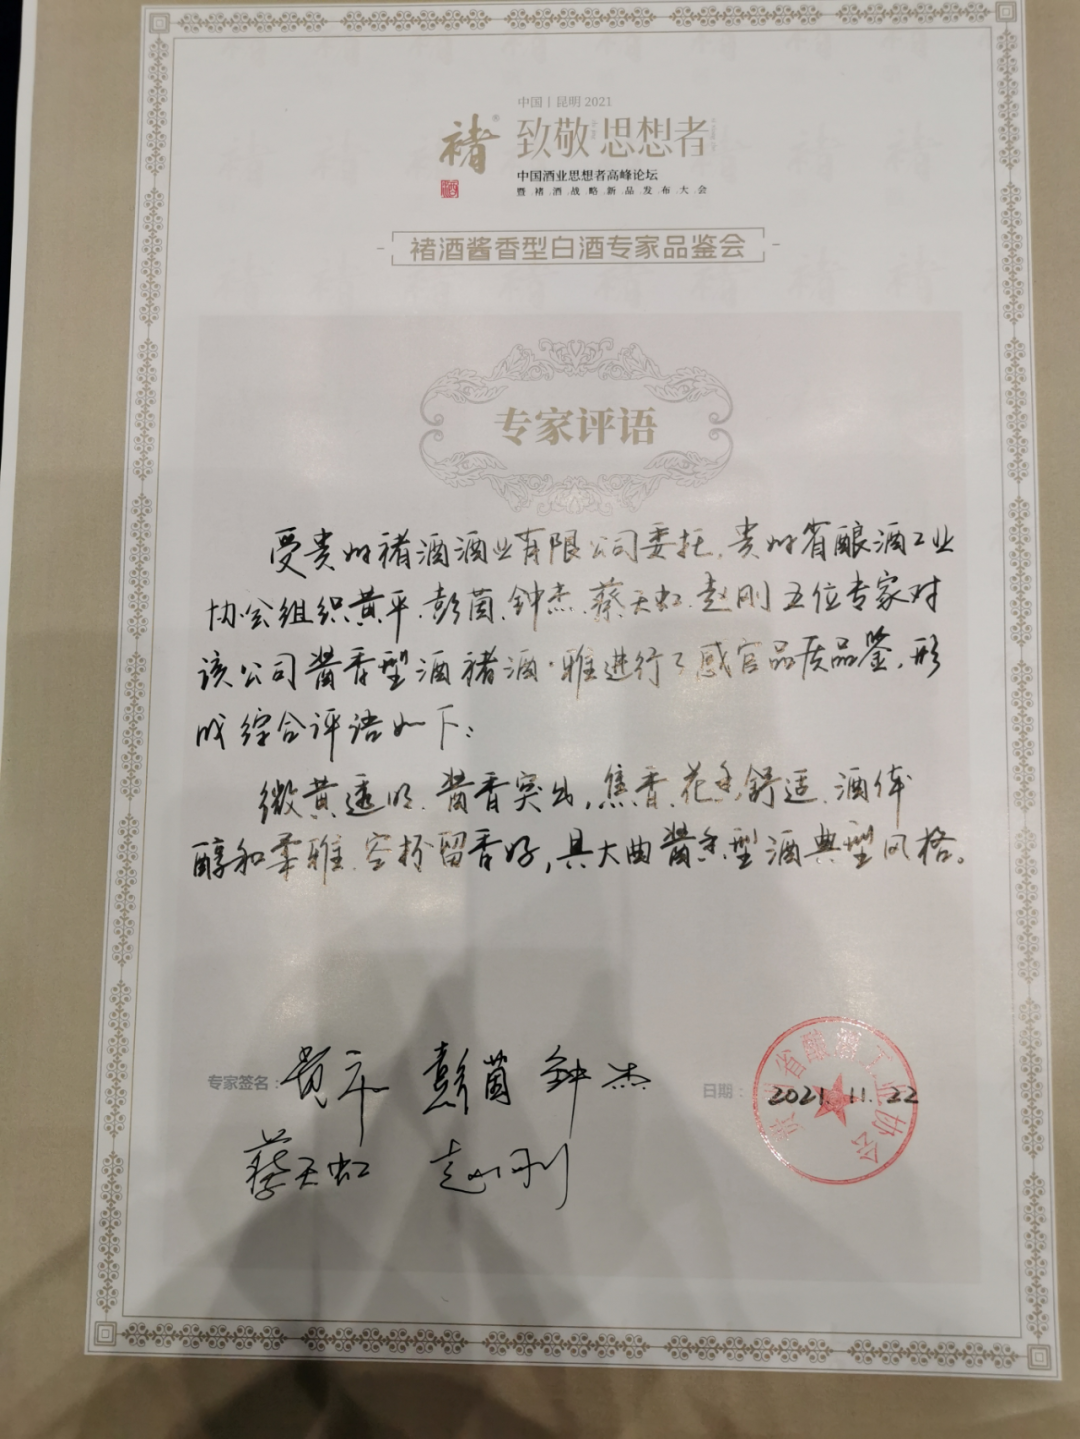 中国 | 昆明 2021
褚® 致敬 思想者
中国酒业思想者高峰论坛
暨.褚.酒.战.略.新.品.发.布.大.会
褚酒酱香型白酒专家品鉴会
专家评语
受贵州褚酒酒业有限公司委托,贵州省酿酒工业
协会组织黄平、彭茵、钟杰、蔡天虹、赵刚五位专家对
该公司酱香型酒褚酒·雅进行了感官品质品鉴,形
成综合评语如下:
微黄透明、酱香突出,焦香、花香舒适、酒体
醇和柔雅、空杯留香好,具大曲酱香型酒典型风格。
专家签名: 黄平 彭茵 钟杰
蔡天虹 赵刚
日期: 2021.11.22
贵州省酿酒工业协会